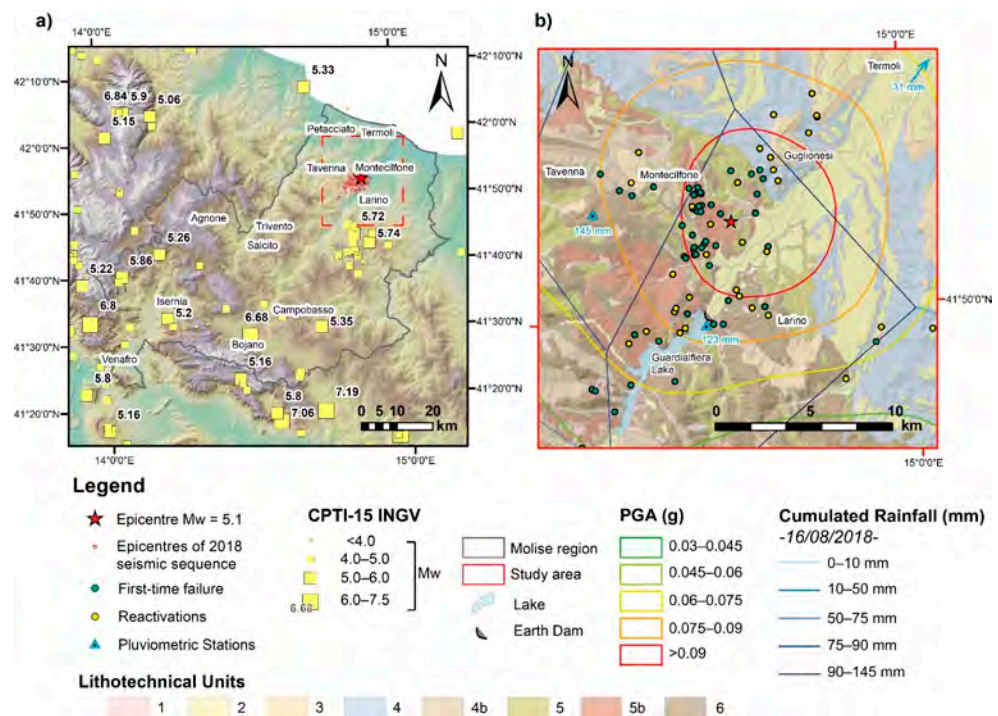 a)
14°0'0"E
15°0'0"E
N
42°10'0"N
42°10'0"N
42°0'0"N
42°0'0"N
41°50'0"N
41°50'0"N
41°40'0"N
41°40'0"N
41°30'0"N
41°30'0"N
41°20'0"N
41°20'0"N
14°0'0"E
15°0'0"E
5.33
6.84 5.9
5.06
5.15
Petacciato
Termoli
Tavenna
Montecilfone
Larino
5.72
5.74
Agnone
Trivento
Salcito
5.26
5.86
5.22
6.8
Isernia
5.2
6.68
Campobasso
5.35
Bojano
5.16
Venafro
5.8
5.16
5.8
7.06
7.19
0 10 20
km
b)
15°0'0"E
N
Termoli
31 mm
Guglionesi
Tavenna
Montecilfone
145 mm
41°50'0"N
Larino
123 mm
Guardialfiera
Lake
0 5 10
km
15°0'0"E
Legend
Epicentre Mw = 5.1
Epicentres of 2018
seismic sequence
First-time failure
Reactivations
Pluviometric Stations
CPTI-15 INGV
<4.0
4.0–5.0
5.0–6.0
6.0–7.5
6.68
Mw
Molise region
Study area
Lake
Earth Dam
PGA (g)
0.03–0.045
0.045–0.06
0.06–0.075
0.075–0.09
>0.09
Cumulated Rainfall (mm)
-16/08/2018-
0–10 mm
10–50 mm
50–75 mm
75–90 mm
90–145 mm
Lithotechnical Units
1 2 3 4 4b 5 5b 6